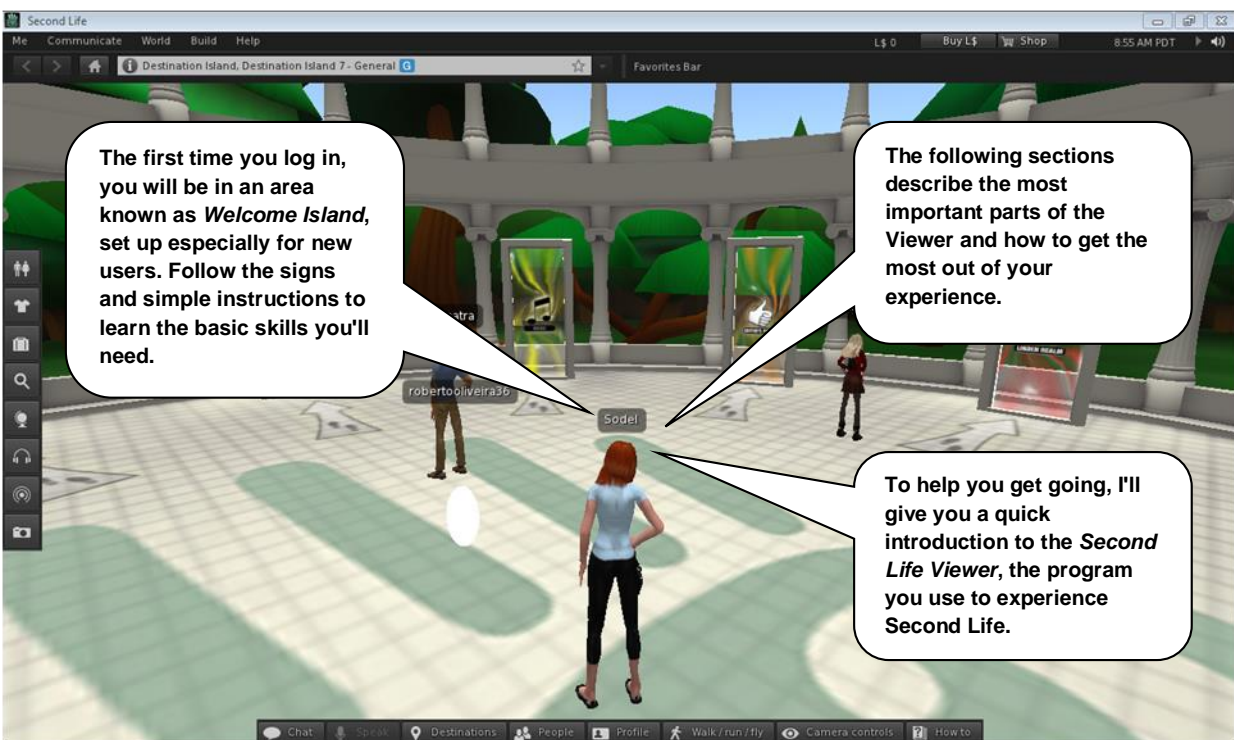 Second Life
Me Communicate World Build Help L$ 0 Buy L$ Shop 8:55 AM PDT
Destination Island, Destination Island 7 - General G Favorites Bar
The first time you log in,
you will be in an area
known as Welcome Island,
set up especially for new
users. Follow the signs
and simple instructions to
learn the basic skills you'll
need.
The following sections
describe the most
important parts of the
Viewer and how to get the
most out of your
experience.
robertooliveira36
Sodel
To help you get going, I'll
give you a quick
introduction to the Second
Life Viewer, the program
you use to experience
Second Life.
Chat Speak Destinations People Profile Walk / run / fly Camera controls How to